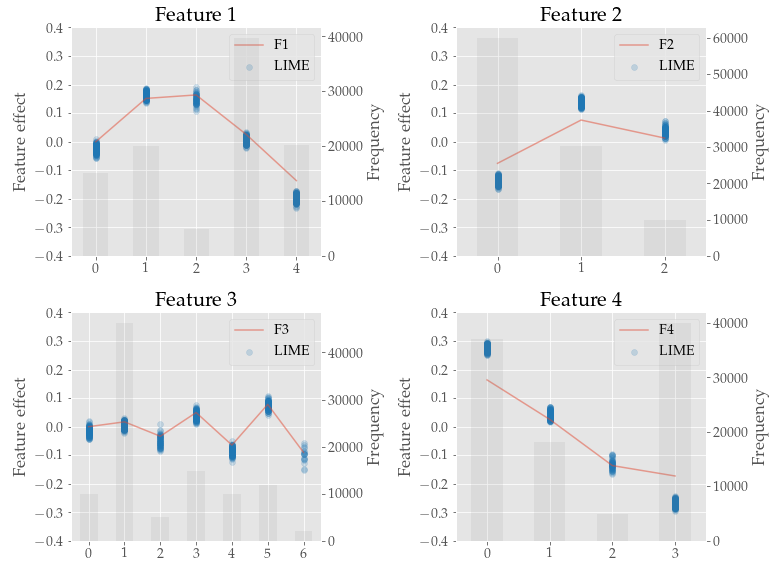 Feature 1
0.4
0.3
0.2
0.1
0.0
−0.1
−0.2
−0.3
−0.4
Feature effect
0 1 2 3 4
40000
30000
20000
10000
0
Frequency
F1
LIME
Feature 2
0.4
0.3
0.2
0.1
0.0
−0.1
−0.2
−0.3
−0.4
Feature effect
0 1 2
60000
50000
40000
30000
20000
10000
0
Frequency
F2
LIME
Feature 3
0.4
0.3
0.2
0.1
0.0
−0.1
−0.2
−0.3
−0.4
Feature effect
0 1 2 3 4 5 6
40000
30000
20000
10000
0
Frequency
F3
LIME
Feature 4
0.4
0.3
0.2
0.1
0.0
−0.1
−0.2
−0.3
−0.4
Feature effect
0 1 2 3
40000
30000
20000
10000
0
Frequency
F4
LIME